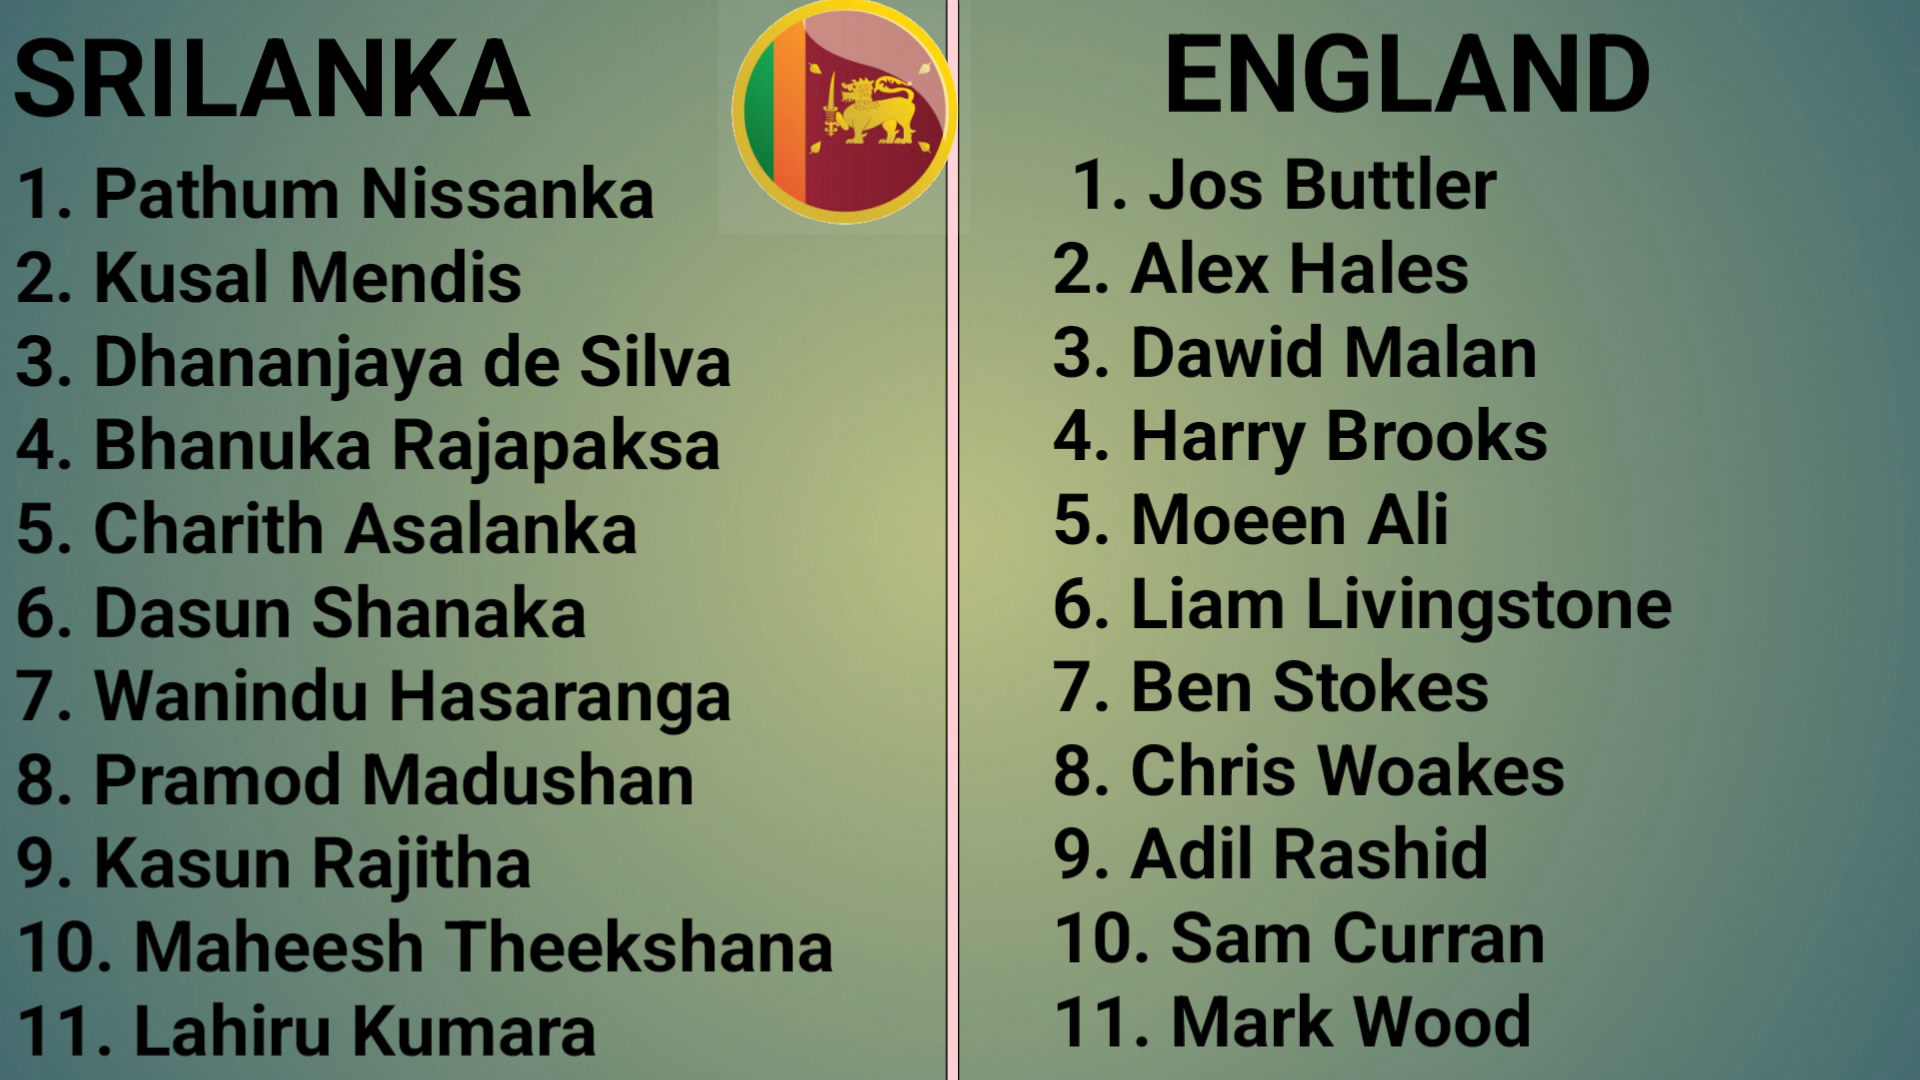 SRILANKA
1. Pathum Nissanka
2. Kusal Mendis
3. Dhananjaya de Silva
4. Bhanuka Rajapaksa
5. Charith Asalanka
6. Dasun Shanaka
7. Wanindu Hasaranga
8. Pramod Madushan
9. Kasun Rajitha
10. Maheesh Theekshana
11. Lahiru Kumara
ENGLAND
1. Jos Buttler
2. Alex Hales
3. Dawid Malan
4. Harry Brooks
5. Moeen Ali
6. Liam Livingstone
7. Ben Stokes
8. Chris Woakes
9. Adil Rashid
10. Sam Curran
11. Mark Wood